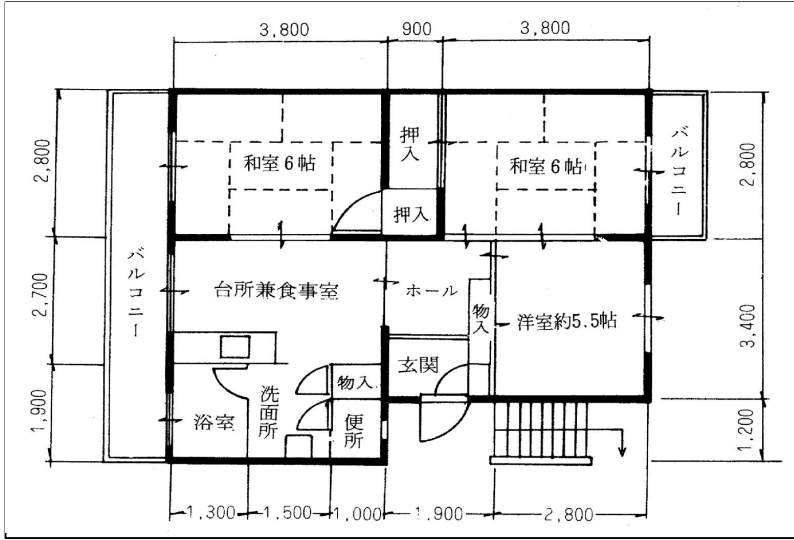 3,800
900
3,800
2,800
2,700
1,900
バルコニー
和室6帖
押入
押入
和室6帖
バルコニー
2,800
3,400
1,200
台所兼食事室
ホール
物入
洋室約5.5帖
玄関
浴室
洗面所
物入
便所
1,300
1,500
1,000
1,900
2,800